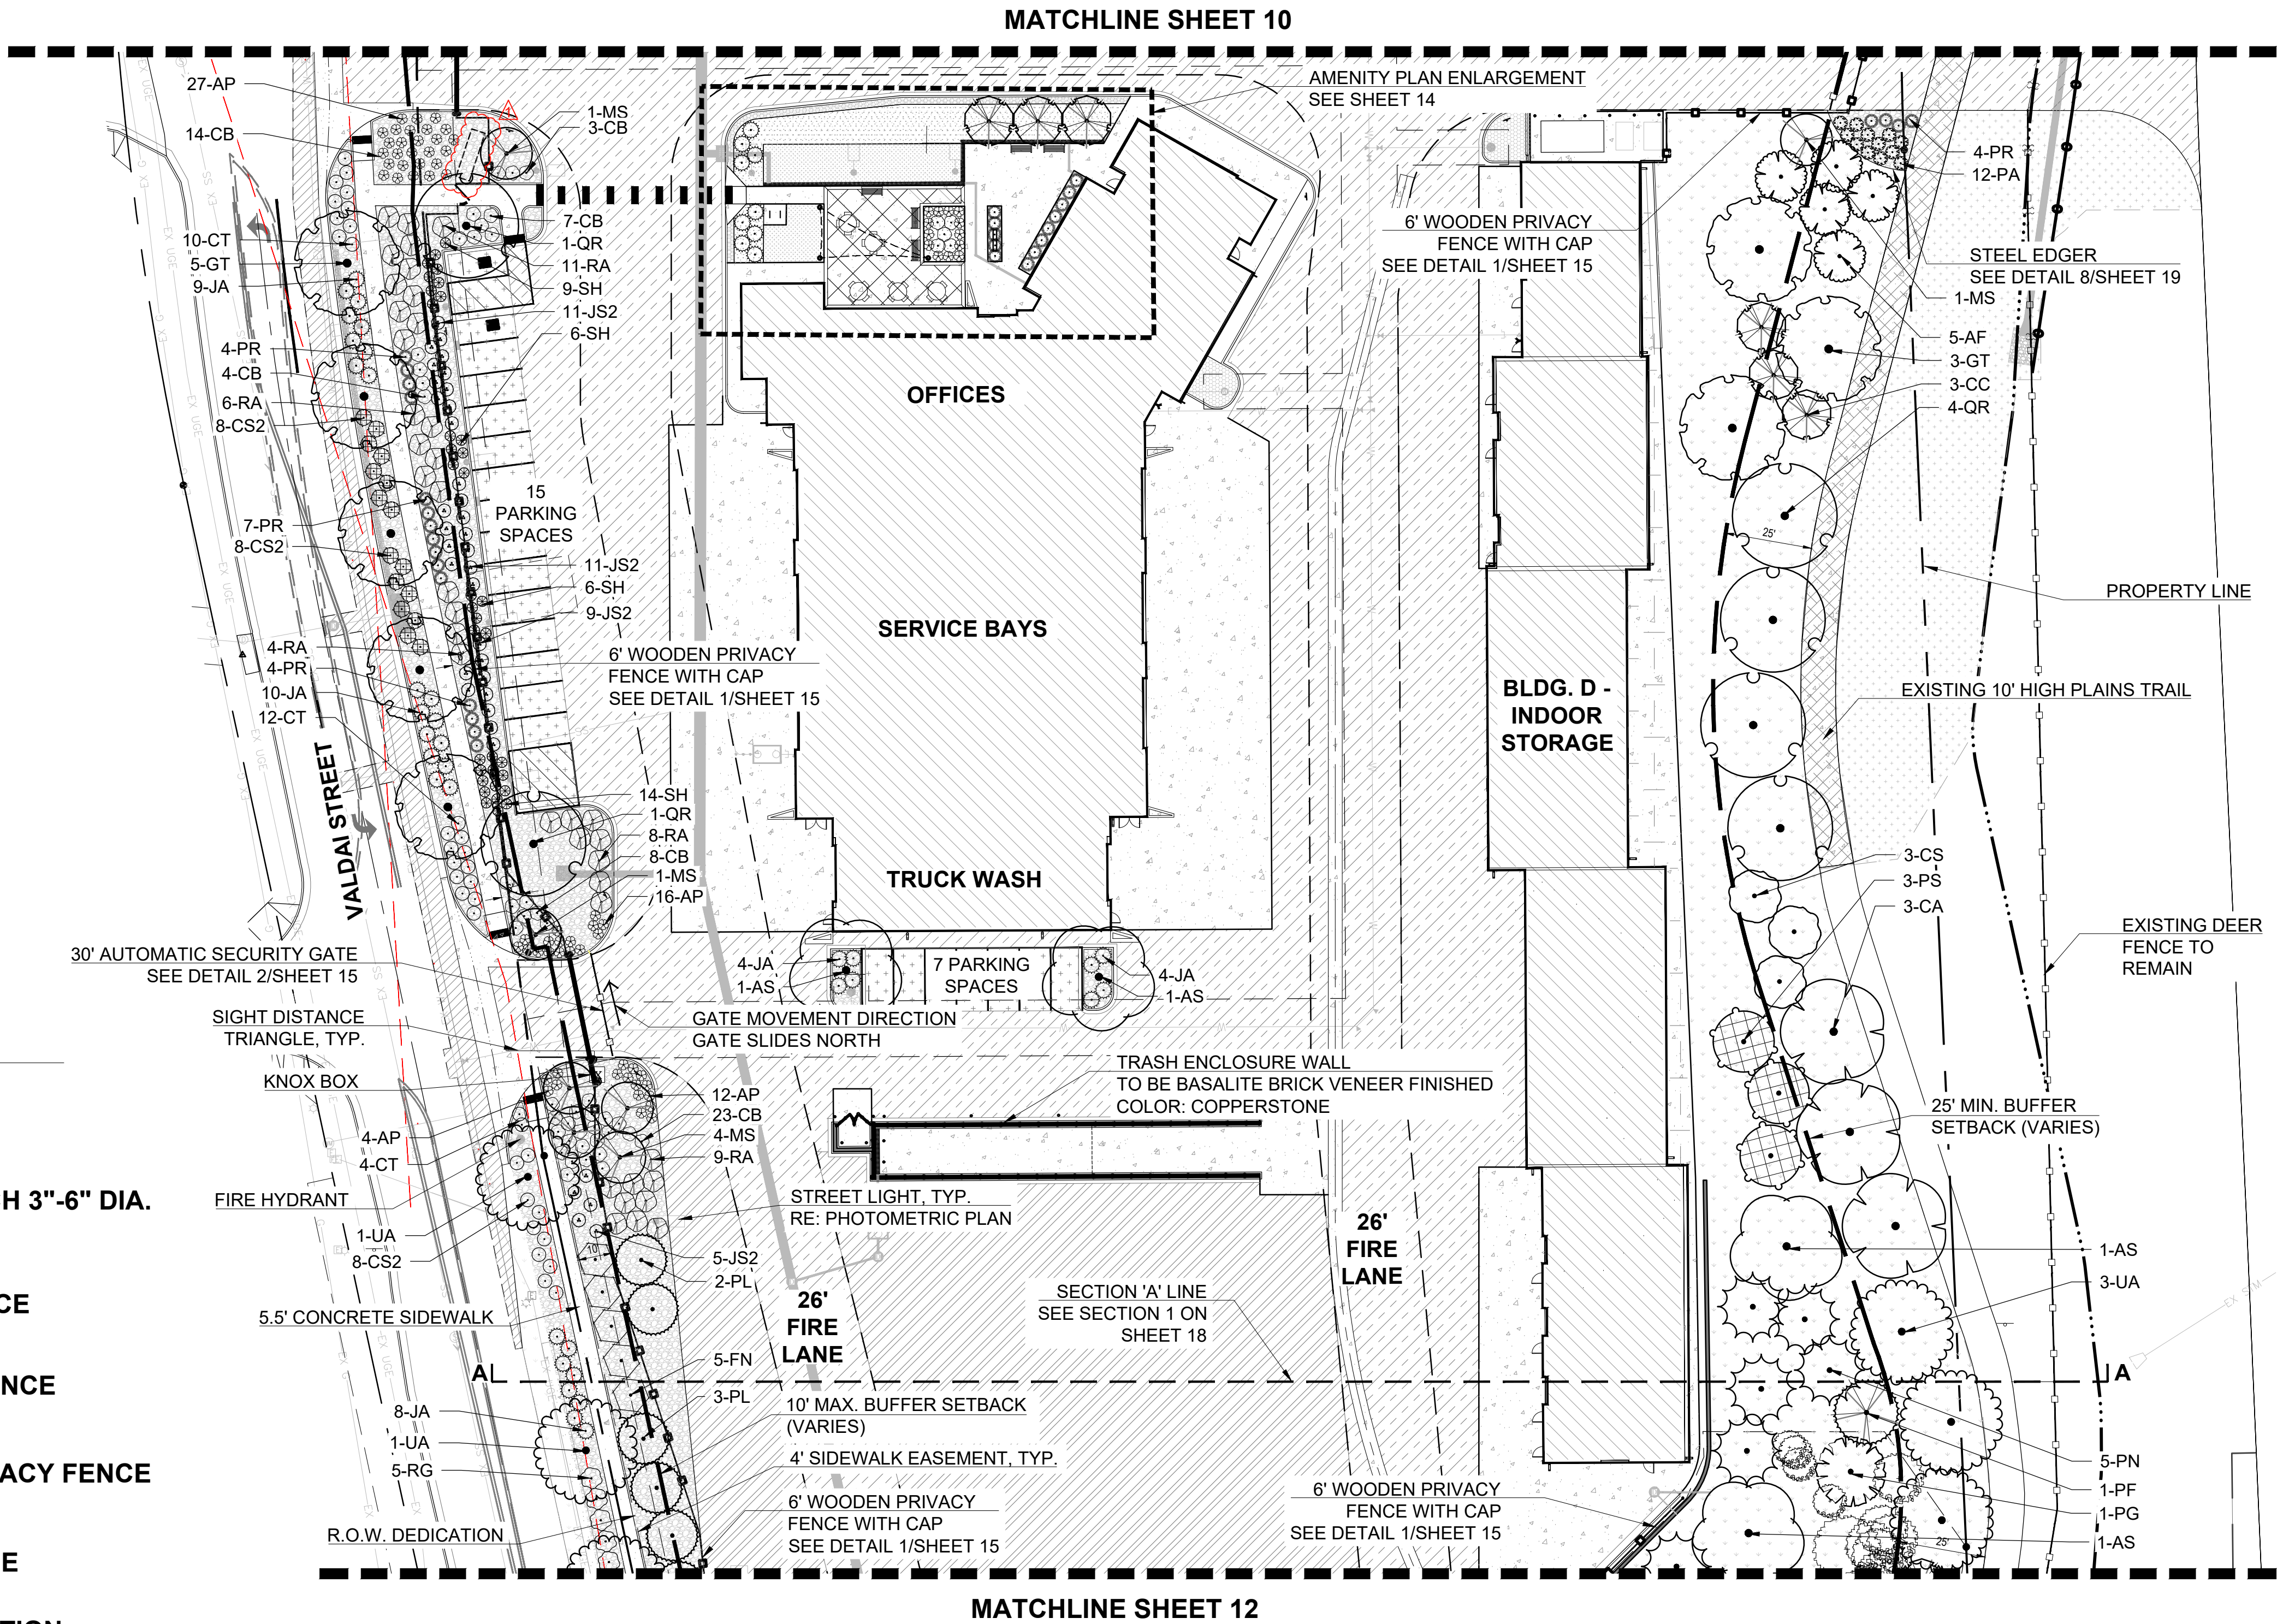 MATCHLINE SHEET 10
27-AP
14-CB
1-MS
3-CB
AMENITY PLAN ENLARGEMENT
SEE SHEET 14
4-PR
12-PA
7-CB
1-QR
11-RA
9-SH
11-JS2
6-SH
10-CT
5-GT
9-JA
6' WOODEN PRIVACY
FENCE WITH CAP
SEE DETAIL 1/SHEET 15
STEEL EDGER
SEE DETAIL 8/SHEET 19
1-MS
5-AF
3-GT
3-CC
4-QR
4-PR
4-CB
6-RA
8-CS2
OFFICES
15
PARKING
SPACES
7-PR
8-CS2
25'
11-JS2
6-SH
9-JS2
PROPERTY LINE
SERVICE BAYS
4-RA
4-PR
10-JA
12-CT
6' WOODEN PRIVACY
FENCE WITH CAP
SEE DETAIL 1/SHEET 15
BLDG. D -
INDOOR
STORAGE
EXISTING 10' HIGH PLAINS TRAIL
VALDAI STREET
14-SH
1-QR
8-RA
8-CB
1-MS
16-AP
TRUCK WASH
3-CS
3-PS
3-CA
EXISTING DEER
FENCE TO
REMAIN
30' AUTOMATIC SECURITY GATE
SEE DETAIL 2/SHEET 15
4-JA
1-AS
7 PARKING
SPACES
4-JA
1-AS
SIGHT DISTANCE
TRIANGLE, TYP.
GATE MOVEMENT DIRECTION
GATE SLIDES NORTH
KNOX BOX
TRASH ENCLOSURE WALL
TO BE BASALITE BRICK VENEER FINISHED
COLOR: COPPERSTONE
12-AP
23-CB
4-MS
9-RA
4-AP
4-CT
25' MIN. BUFFER
SETBACK (VARIES)
H 3"-6" DIA.
FIRE HYDRANT
STREET LIGHT, TYP.
RE: PHOTOMETRIC PLAN
1-UA
8-CS2
10'
5-JS2
2-PL
26'
FIRE
LANE
26'
FIRE
LANE
1-AS
3-UA
EX SWM
CE
5.5' CONCRETE SIDEWALK
SECTION 'A' LINE
SEE SECTION 1 ON
SHEET 18
A
A
NCE
5-FN
3-PL
8-JA
1-UA
5-RG
10' MAX. BUFFER SETBACK
(VARIES)
4' SIDEWALK EASEMENT, TYP.
ACY FENCE
5-PN
1-PF
1-PG
1-AS
25'
R.O.W. DEDICATION
6' WOODEN PRIVACY
FENCE WITH CAP
SEE DETAIL 1/SHEET 15
6' WOODEN PRIVACY
FENCE WITH CAP
SEE DETAIL 1/SHEET 15
E
MATCHLINE SHEET 12